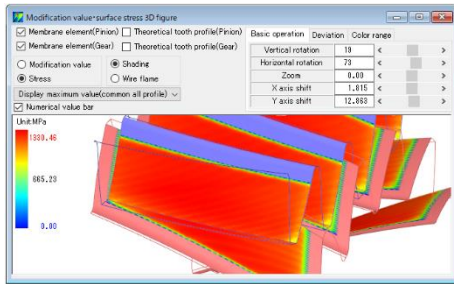 Modification value･surface stress 3D figure
Membrane element(Pinion) Theoretical tooth profile(Pinion)
Membrane element(Gear) Theoretical tooth profile(Gear)
Modification value Shading
Stress Wire flame
Display maximum value(common all profile)
Numerical value bar
Basic operation Deviation Color range
Vertical rotation 19 < >
Horizontal rotation 73 < >
Zoom 0.00 < >
X axis shift 1.815 < >
Y axis shift 12.863 < >
Unit:MPa
1330.46
665.23
0.00